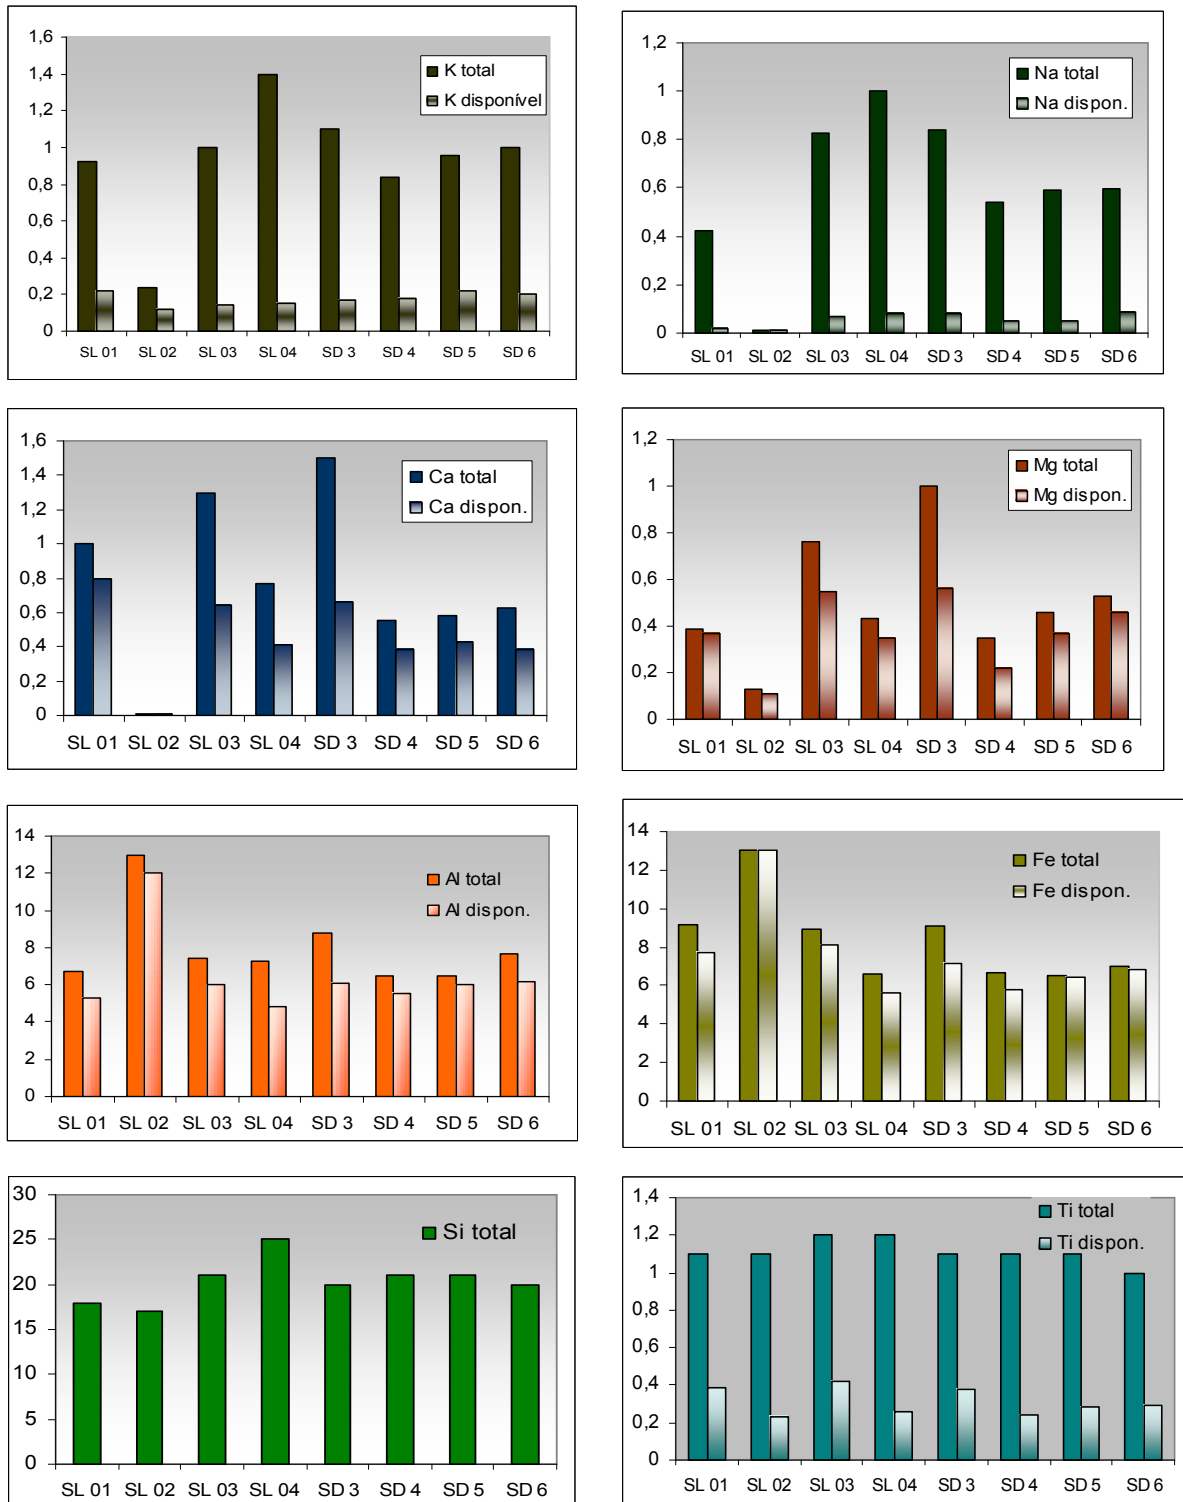 1,6
1,4
1,2
1
0,8
0,6
0,4
0,2
0
K total
K disponível
SL 01 SL 02 SL 03 SL 04 SD 3 SD 4 SD 5 SD 6
1,2
1
0,8
0,6
0,4
0,2
0
Na total
Na dispon.
SL 01 SL 02 SL 03 SL 04 SD 3 SD 4 SD 5 SD 6
1,6
1,4
1,2
1
0,8
0,6
0,4
0,2
0
Ca total
Ca dispon.
SL 01 SL 02 SL 03 SL 04 SD 3 SD 4 SD 5 SD 6
1,2
1
0,8
0,6
0,4
0,2
0
Mg total
Mg dispon.
SL 01 SL 02 SL 03 SL 04 SD 3 SD 4 SD 5 SD 6
14
12
10
8
6
4
2
0
Al total
Al dispon.
SL 01 SL 02 SL 03 SL 04 SD 3 SD 4 SD 5 SD 6
14
12
10
8
6
4
2
0
Fe total
Fe dispon.
SL 01 SL 02 SL 03 SL 04 SD 3 SD 4 SD 5 SD 6
30
25
20
15
10
5
0
Si total
SL 01 SL 02 SL 03 SL 04 SD 3 SD 4 SD 5 SD 6
1,4
1,2
1
0,8
0,6
0,4
0,2
0
Ti total
Ti dispon.
SL 01 SL 02 SL 03 SL 04 SD 3 SD 4 SD 5 SD 6